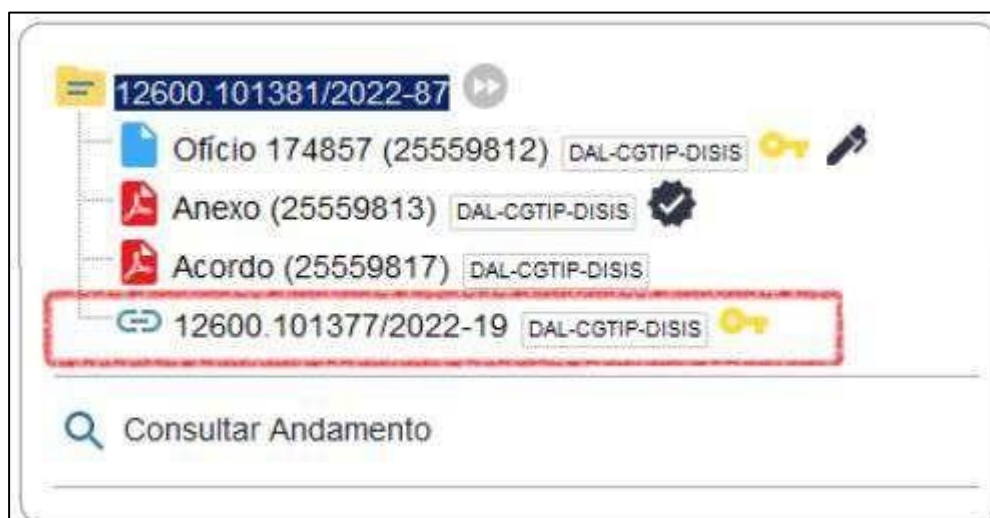 12600.101381/2022-87
Ofício 174857 (25559812) DAL-CGTIP-DISIS
Anexo (25559813) DAL-CGTIP-DISIS
Acordo (25559817) DAL-CGTIP-DISIS
12600.101377/2022-19 DAL-CGTIP-DISIS
Consultar Andamento